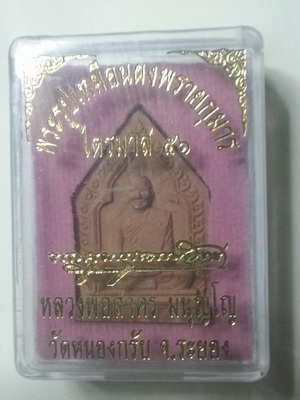 พระรูปเหมือนผงพรายกุมาร
ไตรมาส ๕๑
หลวงพ่อสาคร มนุญฺโญ
วัดหนองกรับ จ.ระยอง